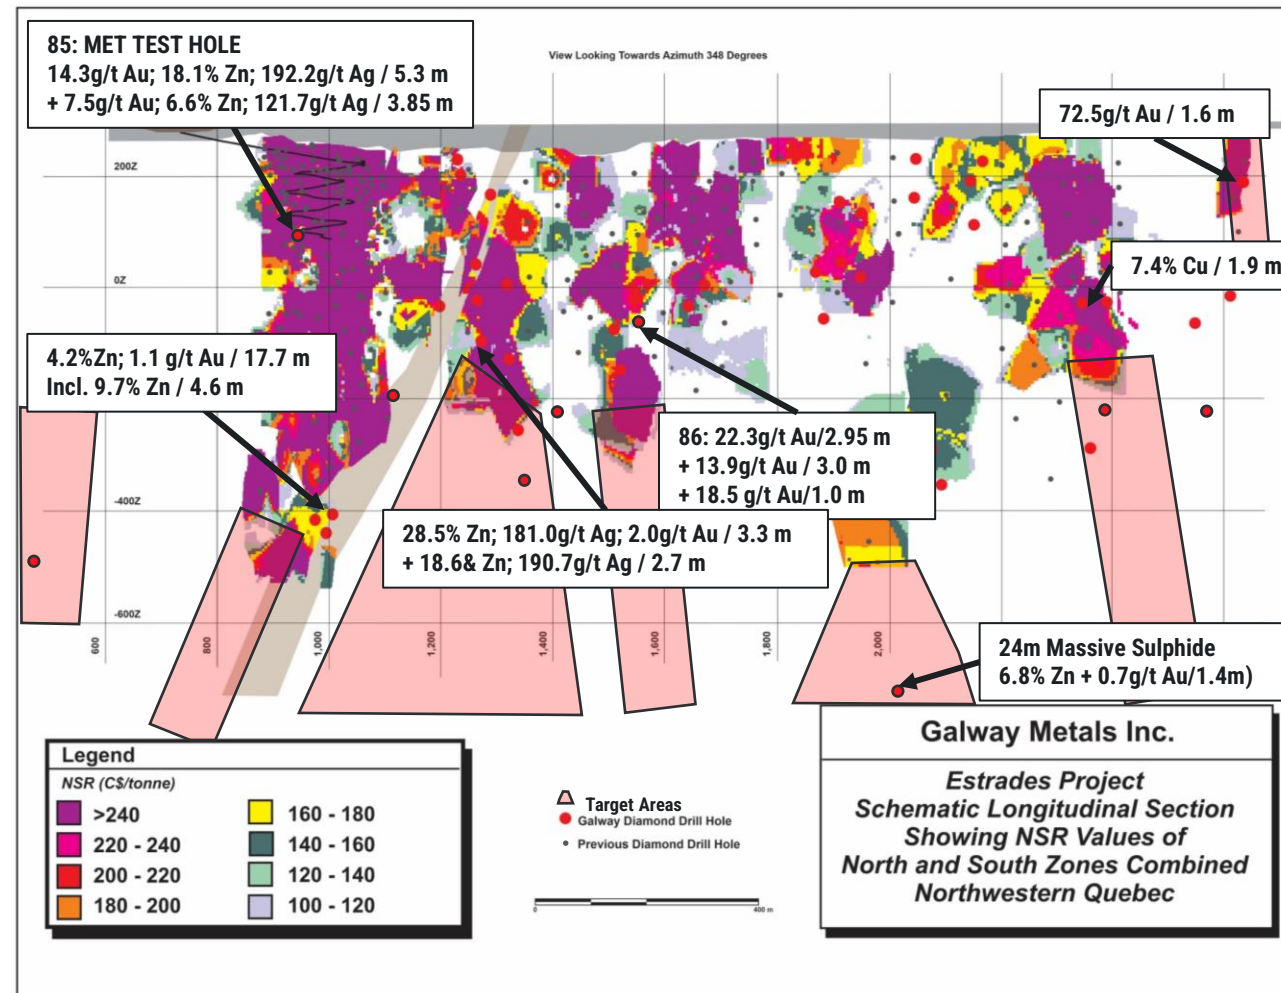 85: MET TEST HOLE
14.3g/t Au; 18.1% Zn; 192.2g/t Ag / 5.3 m
+ 7.5g/t Au; 6.6% Zn; 121.7g/t Ag / 3.85 m
View Looking Towards Azimuth 348 Degrees
72.5g/t Au / 1.6 m
200Z
7.4% Cu / 1.9 m
0Z
4.2%Zn; 1.1 g/t Au / 17.7 m
Incl. 9.7% Zn / 4.6 m
86: 22.3g/t Au/2.95 m
+ 13.9g/t Au / 3.0 m
+ 18.5 g/t Au/1.0 m
-400Z
28.5% Zn; 181.0g/t Ag; 2.0g/t Au / 3.3 m
+ 18.6& Zn; 190.7g/t Ag / 2.7 m
-600Z
600
800
1,000
1,200
1,400
1,600
1,800
2,000
24m Massive Sulphide
6.8% Zn + 0.7g/t Au/1.4m)
Legend
NSR (C$/tonne)
>240
220 - 240
200 - 220
180 - 200
160 - 180
140 - 160
120 - 140
100 - 120
Target Areas
Galway Diamond Drill Hole
Previous Diamond Drill Hole
0
400 m
Galway Metals Inc.
Estrades Project
Schematic Longitudinal Section
Showing NSR Values of
North and South Zones Combined
Northwestern Quebec